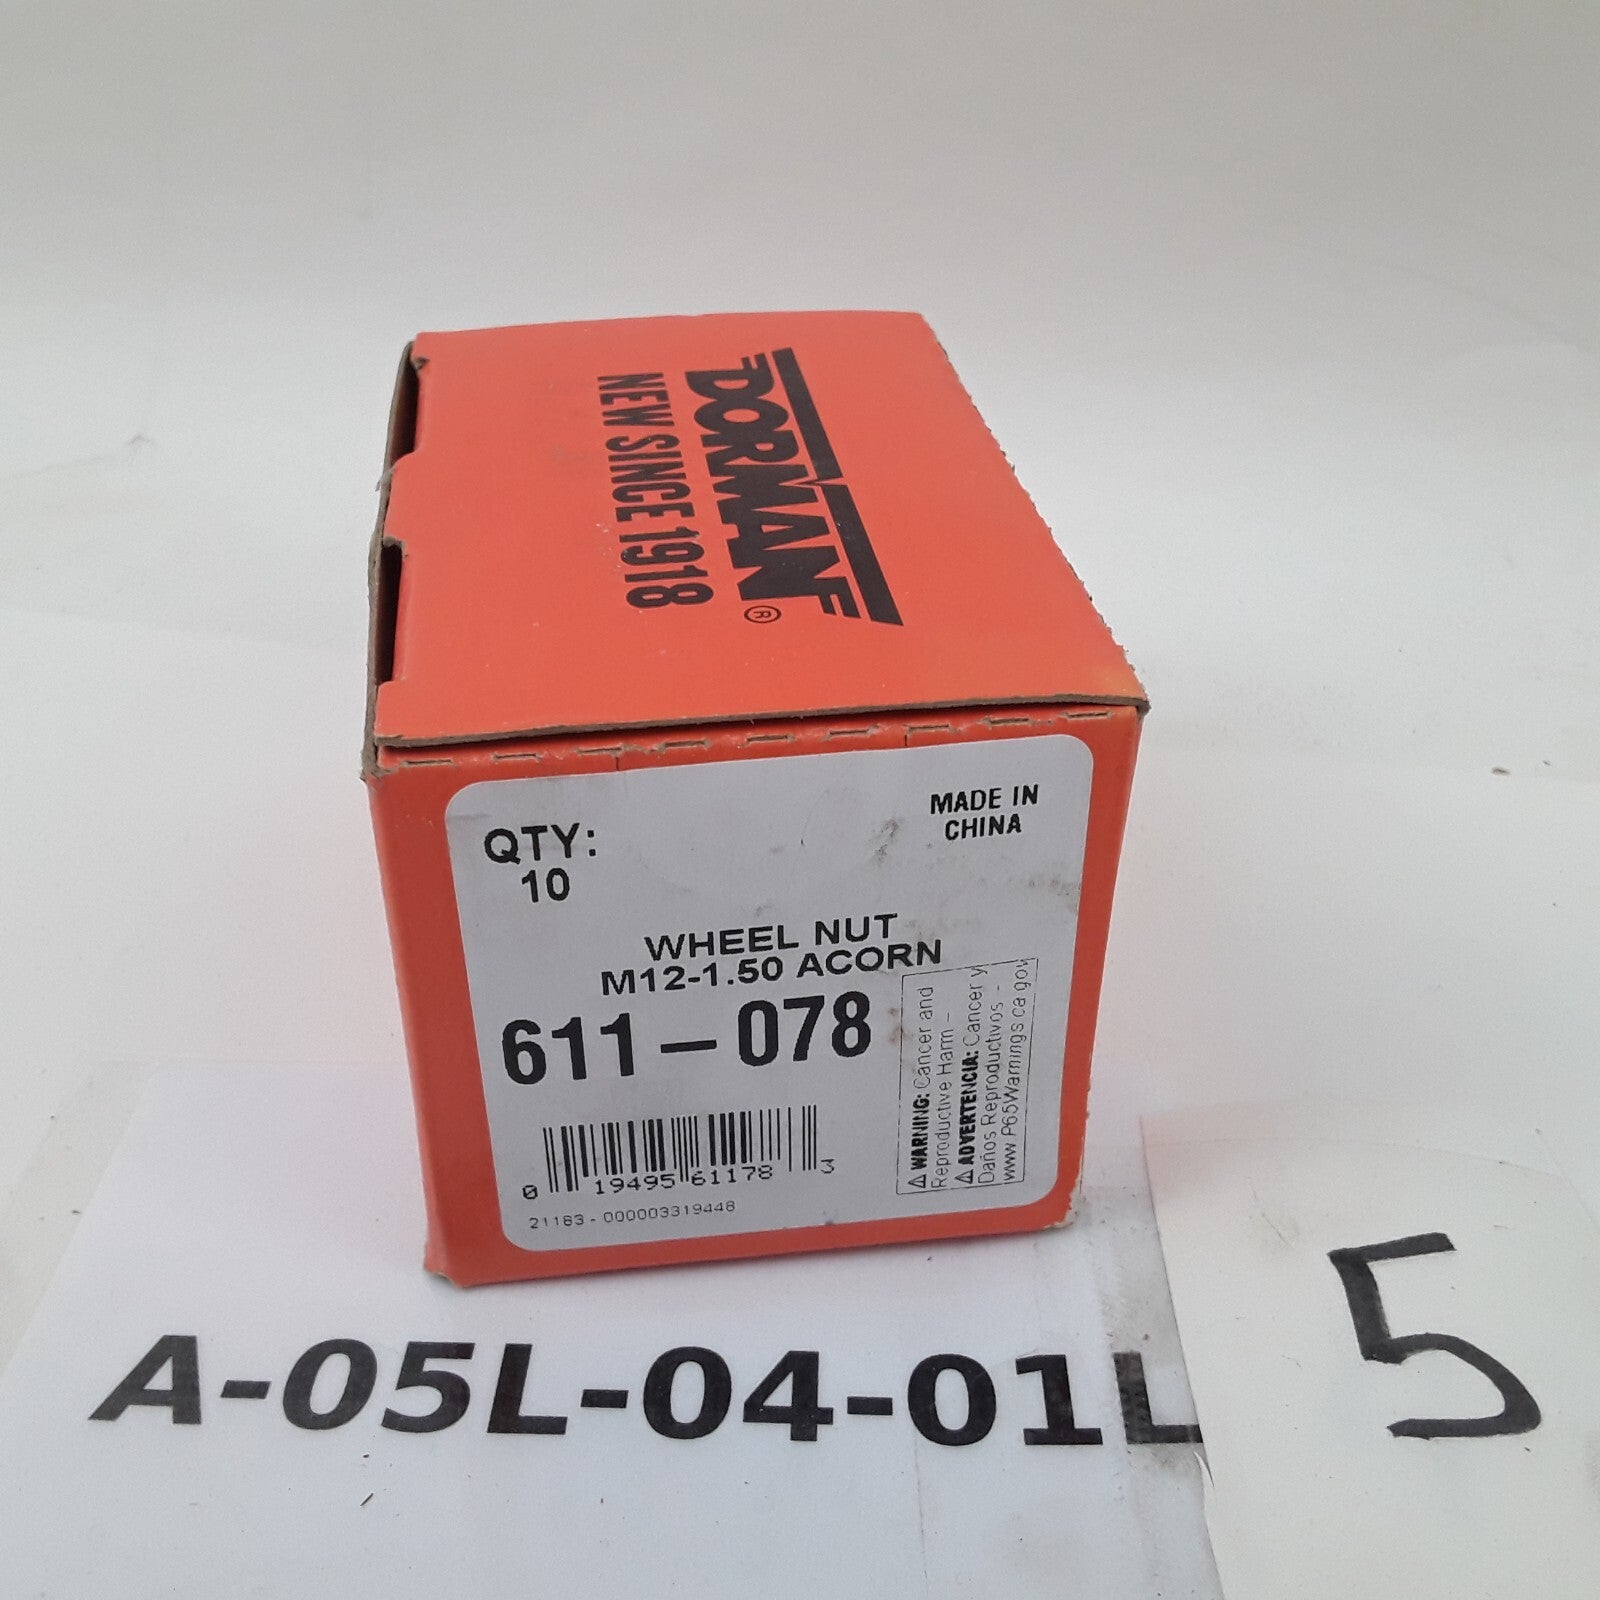 DORMAN®
NEW SINCE 1918
QTY:
10
MADE IN
CHINA
WHEEL NUT
M12-1.50 ACORN
611-078
⚠ WARNING: Cancer and
Reproductive Harm -
⚠ ADVERTENCIA: Cancer y
Daños Reproductivos -
www.P65Warnings.ca.gov
0 19495 61178 3
21183 - 000003319448
A-05L-04-01L
5